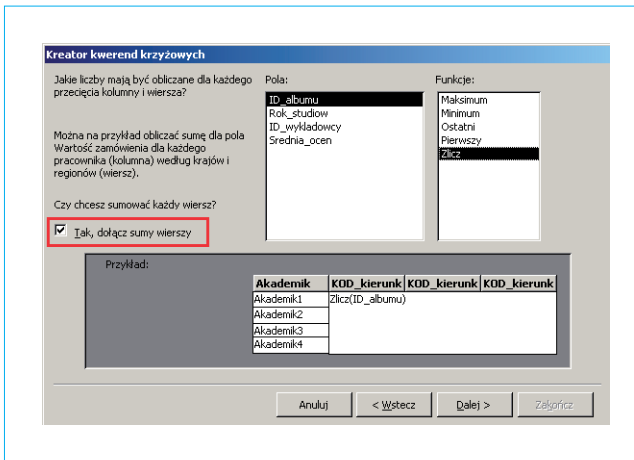 Kreator kwerend krzyżowych
Jakie liczby mają być obliczane dla każdego
przecięcia kolumny i wiersza?
Można na przykład obliczać sumę dla pola
Wartość zamówienia dla każdego
pracownika (kolumna) według krajów i
regionów (wiersz).
Czy chcesz sumować każdy wiersz?
Tak, dołącz sumy wierszy
Pola:
ID_albumu
Rok_studiow
ID_wykladowcy
Srednia_ocen
Funkcje:
Maksimum
Minimum
Ostatni
Pierwszy
Zlicz
Przykład:
Akademik KOD_kierunk KOD_kierunk KOD_kierunk
Akademik1 Zlicz(ID_albumu)
Akademik2
Akademik3
Akademik4
Anuluj < Wstecz Dalej > Zakończ